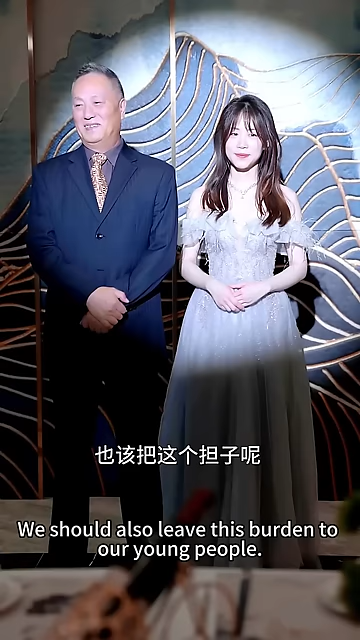 也该把这个担子呢
We should also leave this burden to
our young people.